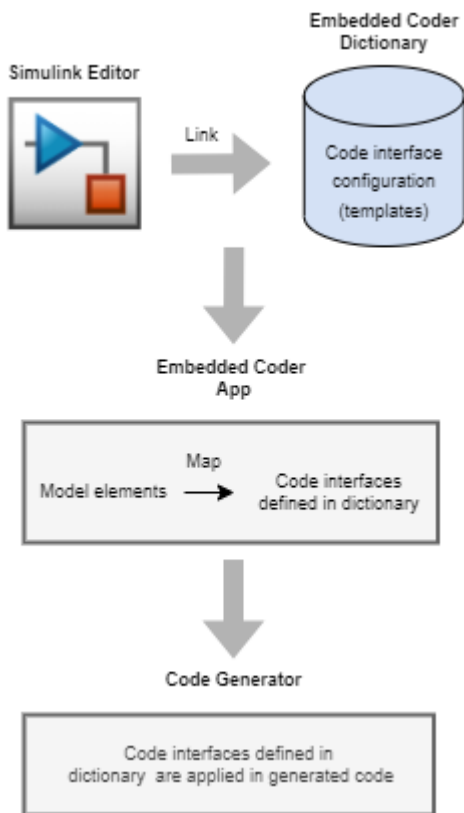 Embedded Coder
Dictionary
Simulink Editor
Link
Code interface
configuration
(templates)
Embedded Coder
App
Map
Model elements
Code interfaces
defined in dictionary
Code Generator
Code interfaces defined in
dictionary are applied in generated code